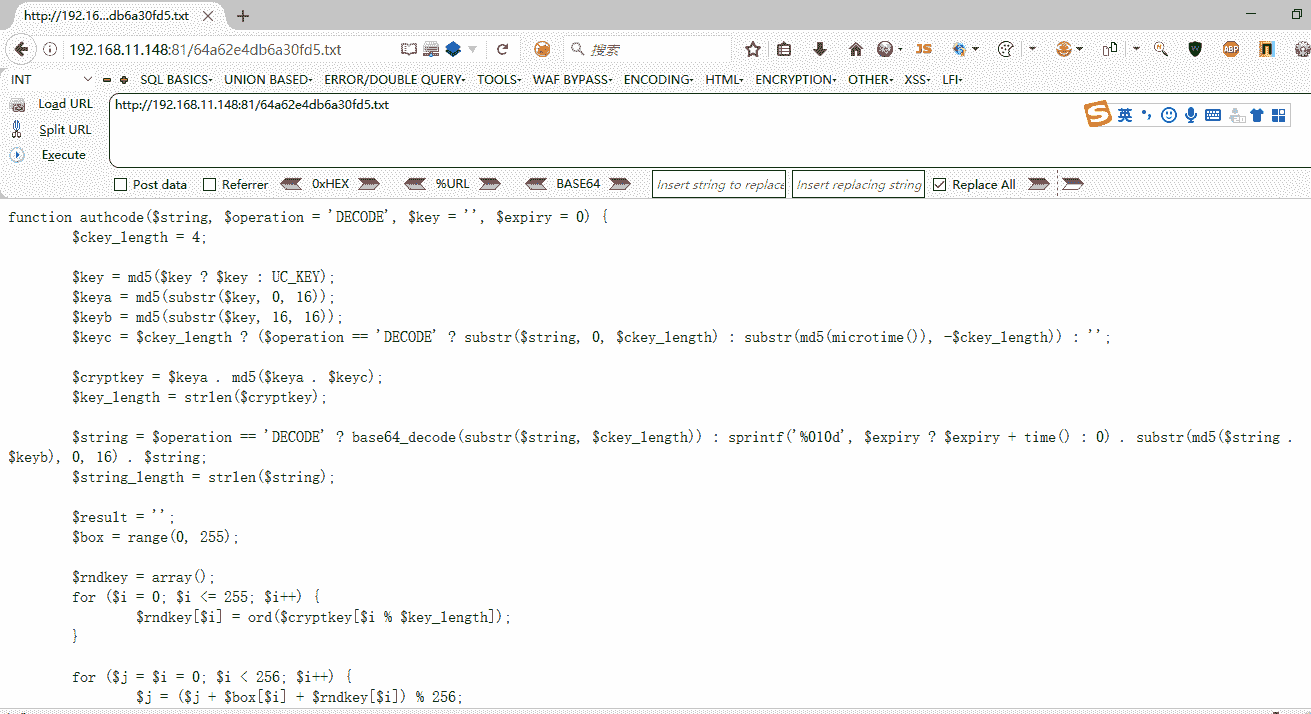 http://192.16...db6a30fd5.txt
192.168.11.148:81/64a62e4db6a30fd5.txt
搜索
JS
ABP
INT
SQL BASICS
UNION BASED
ERROR/DOUBLE QUERY
TOOLS
WAF BYPASS
ENCODING
HTML
ENCRYPTION
OTHER
XSS
LFI
Load URL
http://192.168.11.148:81/64a62e4db6a30fd5.txt
英
Split URL
Execute
Post data
Referrer
0xHEX
%URL
BASE64
Insert string to replace
Insert replacing string
Replace All
function authcode($string, $operation = 'DECODE', $key = '', $expiry = 0) {
$ckey_length = 4;
$key = md5($key ? $key : UC_KEY);
$keya = md5(substr($key, 0, 16));
$keyb = md5(substr($key, 16, 16));
$keyc = $ckey_length ? ($operation == 'DECODE' ? substr($string, 0, $ckey_length) : substr(md5(microtime()), -$ckey_length)) : '';
$cryptkey = $keya . md5($keya . $keyc);
$key_length = strlen($cryptkey);
$string = $operation == 'DECODE' ? base64_decode(substr($string, $ckey_length)) : sprintf('%010d', $expiry ? $expiry + time() : 0) . substr(md5($string .
$keyb), 0, 16) . $string;
$string_length = strlen($string);
$result = '';
$box = range(0, 255);
$rndkey = array();
for ($i = 0; $i <= 255; $i++) {
$rndkey[$i] = ord($cryptkey[$i % $key_length]);
}
for ($j = $i = 0; $i < 256; $i++) {
$j = ($j + $box[$i] + $rndkey[$i]) % 256;